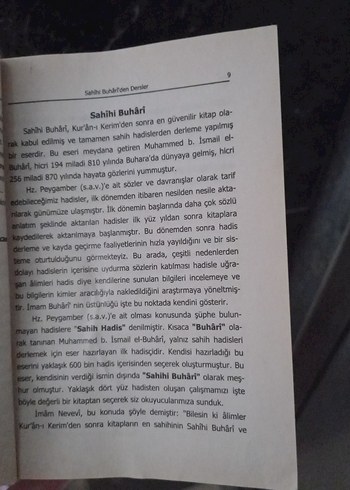 Sahîhi Buhârî'den Dersler
9
Sahîhi Buhârî
Sahîhi Buhârî, Kur'ân-ı Kerim'den sonra en güvenilir kitap ola-
rak kabul edilmiş ve tamamen sahih hadislerden derleme yapılmış
bir eserdir. Bu eseri meydana getiren Muhammed b. İsmail el-
Buhârî, hicri 194 miladi 810 yılında Buhara'da dünyaya gelmiş, hicri
256 miladi 870 yılında hayata gözlerini yummuştur.
Hz. Peygamber (s.a.v.)'e ait sözler ve davranışlar olarak tarif
edebileceğimiz hadisler, ilk dönemden itibaren nesilden nesile akta-
rılarak günümüze ulaşmıştır. İlk dönemin başlarında daha çok sözlü
anlatım şeklinde aktarılan hadisler ilk yüz yıldan sonra kitaplara
kaydedilerek aktarılmaya başlanmıştır. Bu dönemden sonra hadis
derleme ve kayda geçirme faaliyetlerinin hızla yayıldığını ve bir sis-
teme oturtulduğunu görmekteyiz. Bu arada, çeşitli nedenlerden
dolayı hadislerin içerisine uydurma sözlerin katılması hadisle uğra-
şan âlimleri hadis diye kendilerine sunulan bilgileri incelemeye ve
bu bilgilerin kimler aracılığıyla nakledildiğini araştırmaya yöneltmiş-
tir. İmam Buhârî' nin üstünlüğü işte bu noktada kendini gösterir.
Hz. Peygamber (s.a.v.)'e ait olması konusunda şüphe bulun-
mayan hadislere "Sahih Hadis" denilmiştir. Kısaca "Buhârî" ola-
rak tanınan Muhammed b. İsmail el-Buhârî, yalnız sahih hadisleri
derlemek için eser hazırlayan ilk hadisçidir. Kendisi hazırladığı bu
eserini yaklaşık 600 bin hadis içerisinden seçerek oluşturmuştur. Bu
eser, kendisinin verdiği ismin dışında "Sahihi Buhârî" olarak meş-
hur olmuştur. Yaklaşık dört yüz hadisten oluşan çalışmamızı işte
böyle değerli bir kitaptan seçerek siz okuyucularımıza sunduk.
İmâm Nevevî, bu konuda şöyle demiştir: "Bilesin ki âlimler
Kur'ân-ı Kerim'den sonra kitapların en sahihinin Sahîhi Buhârî ve